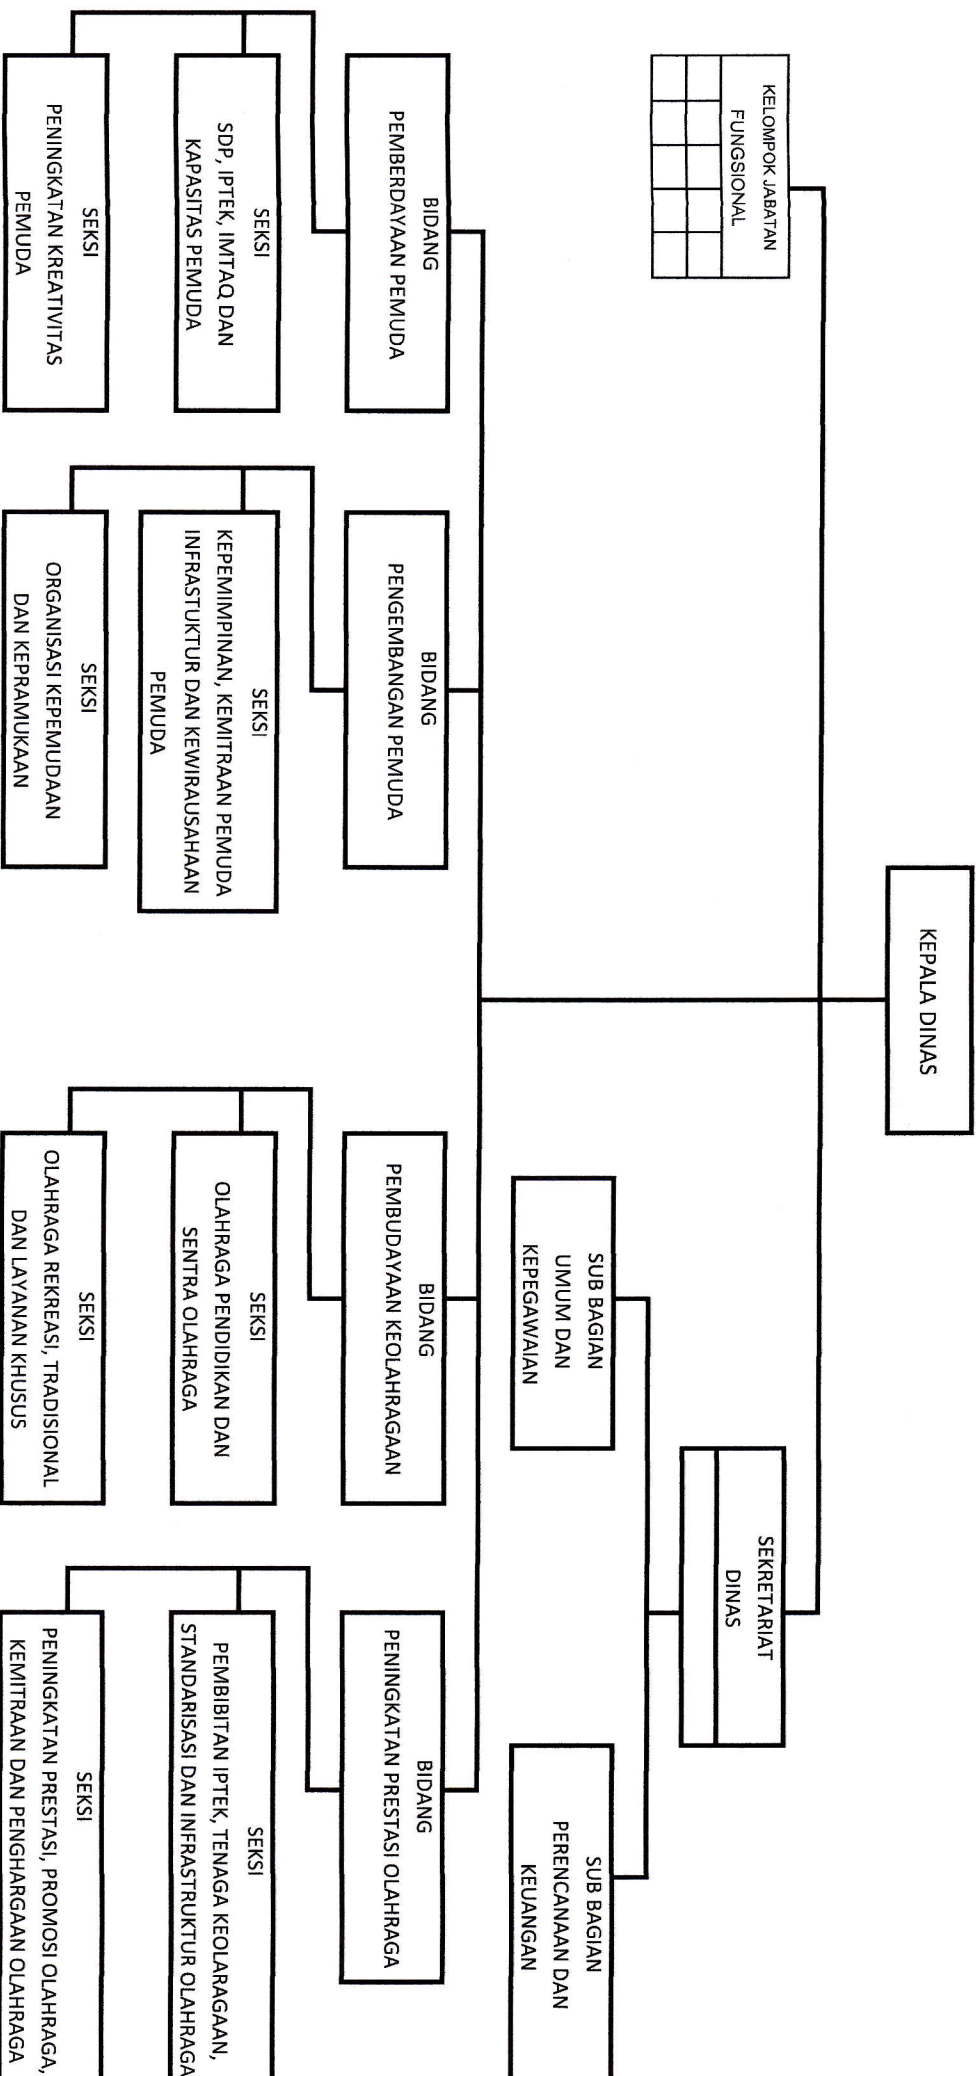 KEPALA DINAS
KELOMPOK JABATAN
FUNGSIONAL
SEKRETARIAT
DINAS
SUB BAGIAN
UMUM DAN
KEPEGAWAIAN
SUB BAGIAN
PERENCANAAN DAN
KEUANGAN
BIDANG
PEMBERDAYAAN PEMUDA
BIDANG
PENGEMBANGAN PEMUDA
BIDANG
PEMBUDAYAAN KEOLAHRAGAAN
BIDANG
PENINGKATAN PRESTASI OLAHRAGA
SEKSI
SDP, IPTEK, IMTAQ DAN
KAPASITAS PEMUDA
SEKSI
KEPEMIMPINAN, KEMITRAAN PEMUDA
INFRASTUKTUR DAN KEWIRAUSAHAAN
PEMUDA
SEKSI
OLAHRAGA PENDIDIKAN DAN
SENTRA OLAHRAGA
SEKSI
PEMBIBITAN IPTEK, TENAGA KEOLARAGAAN,
STANDARISASI DAN INFRASTRUKTUR OLAHRAGA
SEKSI
PENINGKATAN KREATIVITAS
PEMUDA
SEKSI
ORGANISASI KEPEMUDAAN
DAN KEPRAMUKAAN
SEKSI
OLAHRAGA REKREASI, TRADISIONAL
DAN LAYANAN KHUSUS
SEKSI
PENINGKATAN PRESTASI, PROMOSI OLAHRAGA,
KEMITRAAN DAN PENGHARGAAN OLAHRAGA